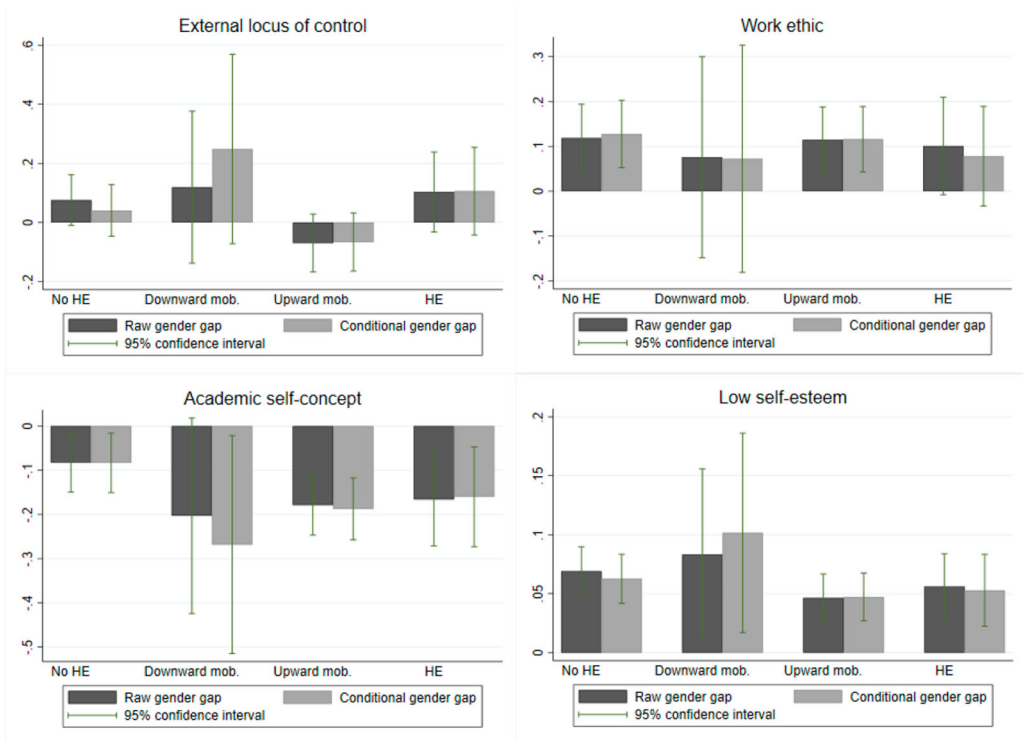 External locus of control
.6
.4
.2
0
-.2
No HE Downward mob. Upward mob. HE
Raw gender gap Conditional gender gap
95% confidence interval
Work ethic
.3
.2
.1
0
-.1
-.2
No HE Downward mob. Upward mob. HE
Raw gender gap Conditional gender gap
95% confidence interval
Academic self-concept
0
-.1
-.2
-.3
-.4
-.5
No HE Downward mob. Upward mob. HE
Raw gender gap Conditional gender gap
95% confidence interval
Low self-esteem
.2
.15
.1
.05
0
No HE Downward mob. Upward mob. HE
Raw gender gap Conditional gender gap
95% confidence interval